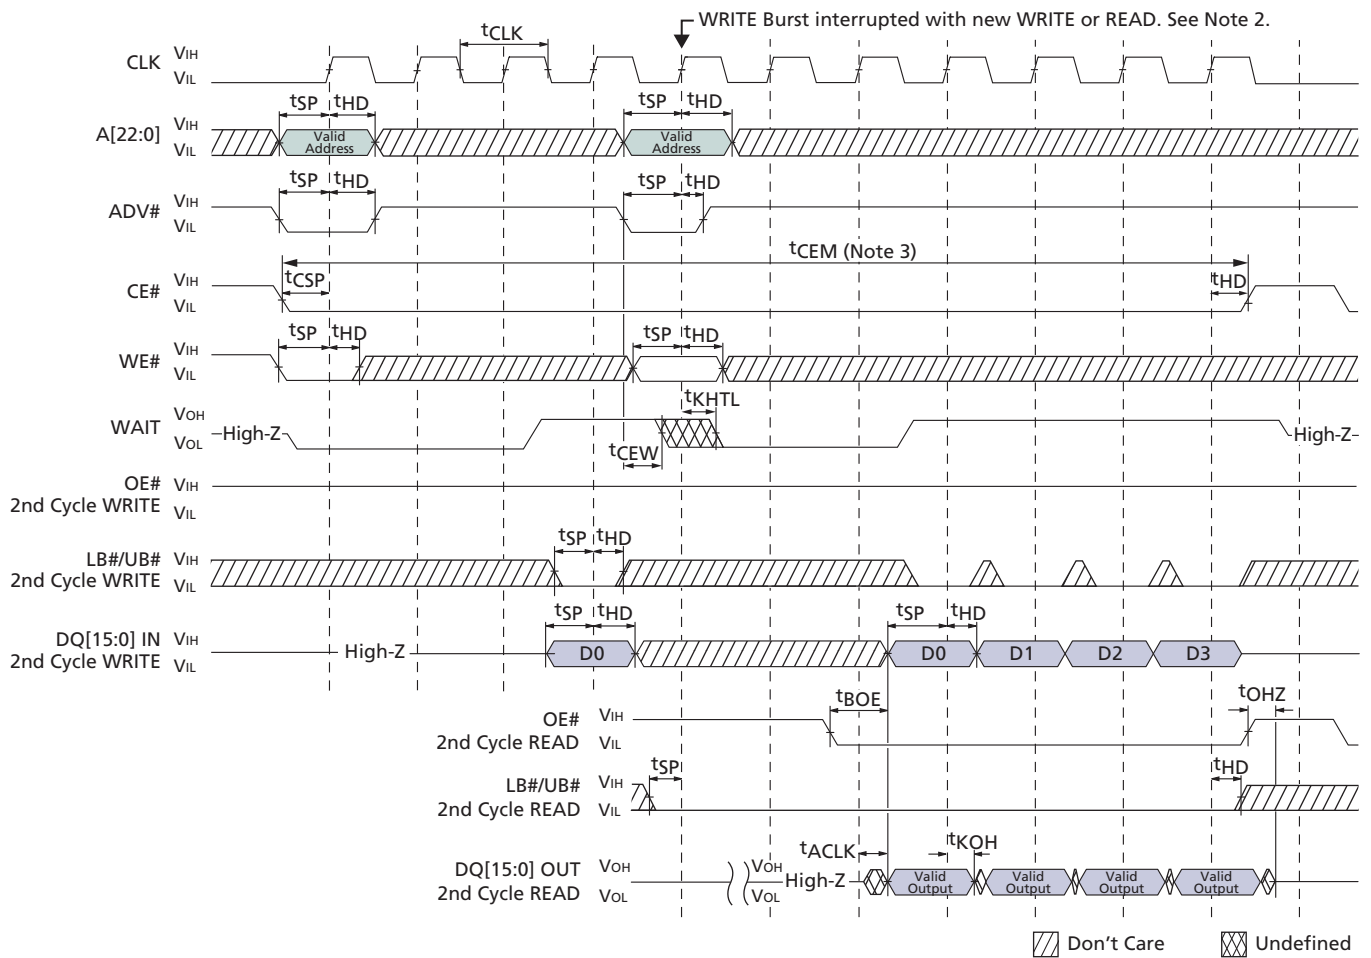 WRITE Burst interrupted with new WRITE or READ. See Note 2.
tCLK
CLK VIH
VIL
tSP tHD tSP tHD
A[22:0] VIH
VIL
Valid Address
Valid Address
tSP tHD tSP tHD
ADV# VIH
VIL
tCEM (Note 3)
CE# VIH
VIL
tCSP tHD
tSP tHD tSP tHD
WE# VIH
VIL
tKHTL
WAIT VOH
VOL
High-Z High-Z
tCEW
OE# VIH
2nd Cycle WRITE VIL
tSP tHD
LB#/UB# VIH
2nd Cycle WRITE VIL
tSP tHD tSP tHD
DQ[15:0] IN VIH
2nd Cycle WRITE VIL
High-Z D0 D0 D1 D2 D3
tBOE tOHZ
OE# VIH
2nd Cycle READ VIL
tSP tHD
LB#/UB# VIH
2nd Cycle READ VIL
tACLK tKOH
DQ[15:0] OUT VOH VOH
2nd Cycle READ VOL VOL
High-Z
Valid Output
Valid Output
Valid Output
Valid Output
Don't Care Undefined